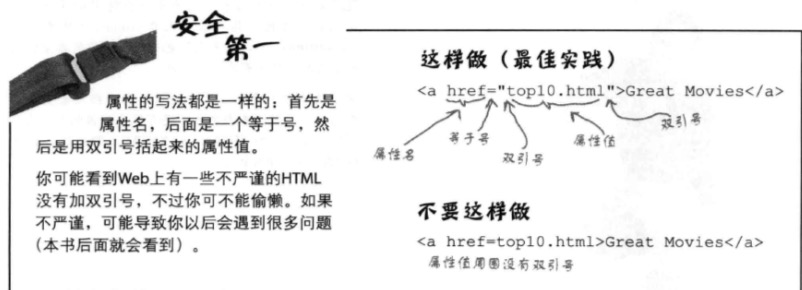 安全
第一
属性的写法都是一样的：首先是
属性名，后面是一个等于号，然
后是用双引号括起来的属性值。
你可能看到Web上有一些不严谨的HTML
没有加双引号，不过你可不能偷懒。如果
不严谨，可能导致你以后会遇到很多问题
（本书后面就会看到）。
这样做（最佳实践）
<a href="top10.html">Great Movies</a>
属性名
等于号
双引号
属性值
双引号
不要这样做
<a href=top10.html>Great Movies</a>
属性值周围没有双引号